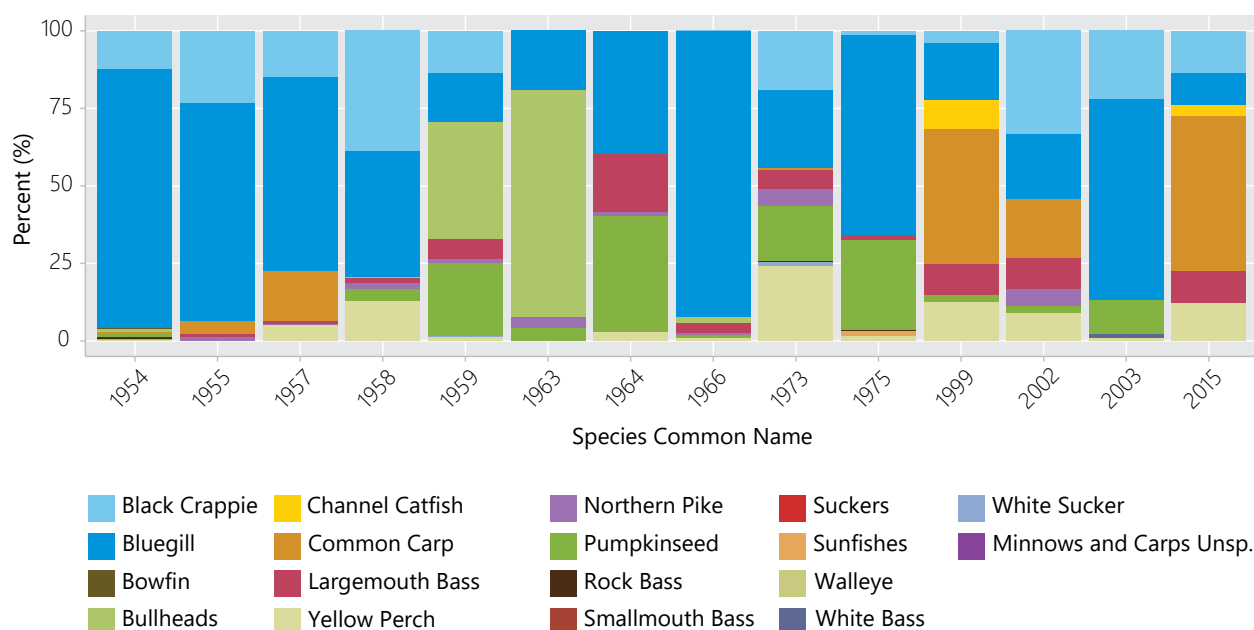 100
75
50
25
0
Percent (%)
1954 1955 1957 1958 1959 1963 1964 1966 1973 1975 1999 2002 2003 2015
Species Common Name
Black Crappie Channel Catfish Northern Pike Suckers White Sucker
Bluegill Common Carp Pumpkinseed Sunfishes Minnows and Carps Unsp.
Bowfin Largemouth Bass Rock Bass Walleye
Bullheads Yellow Perch Smallmouth Bass White Bass